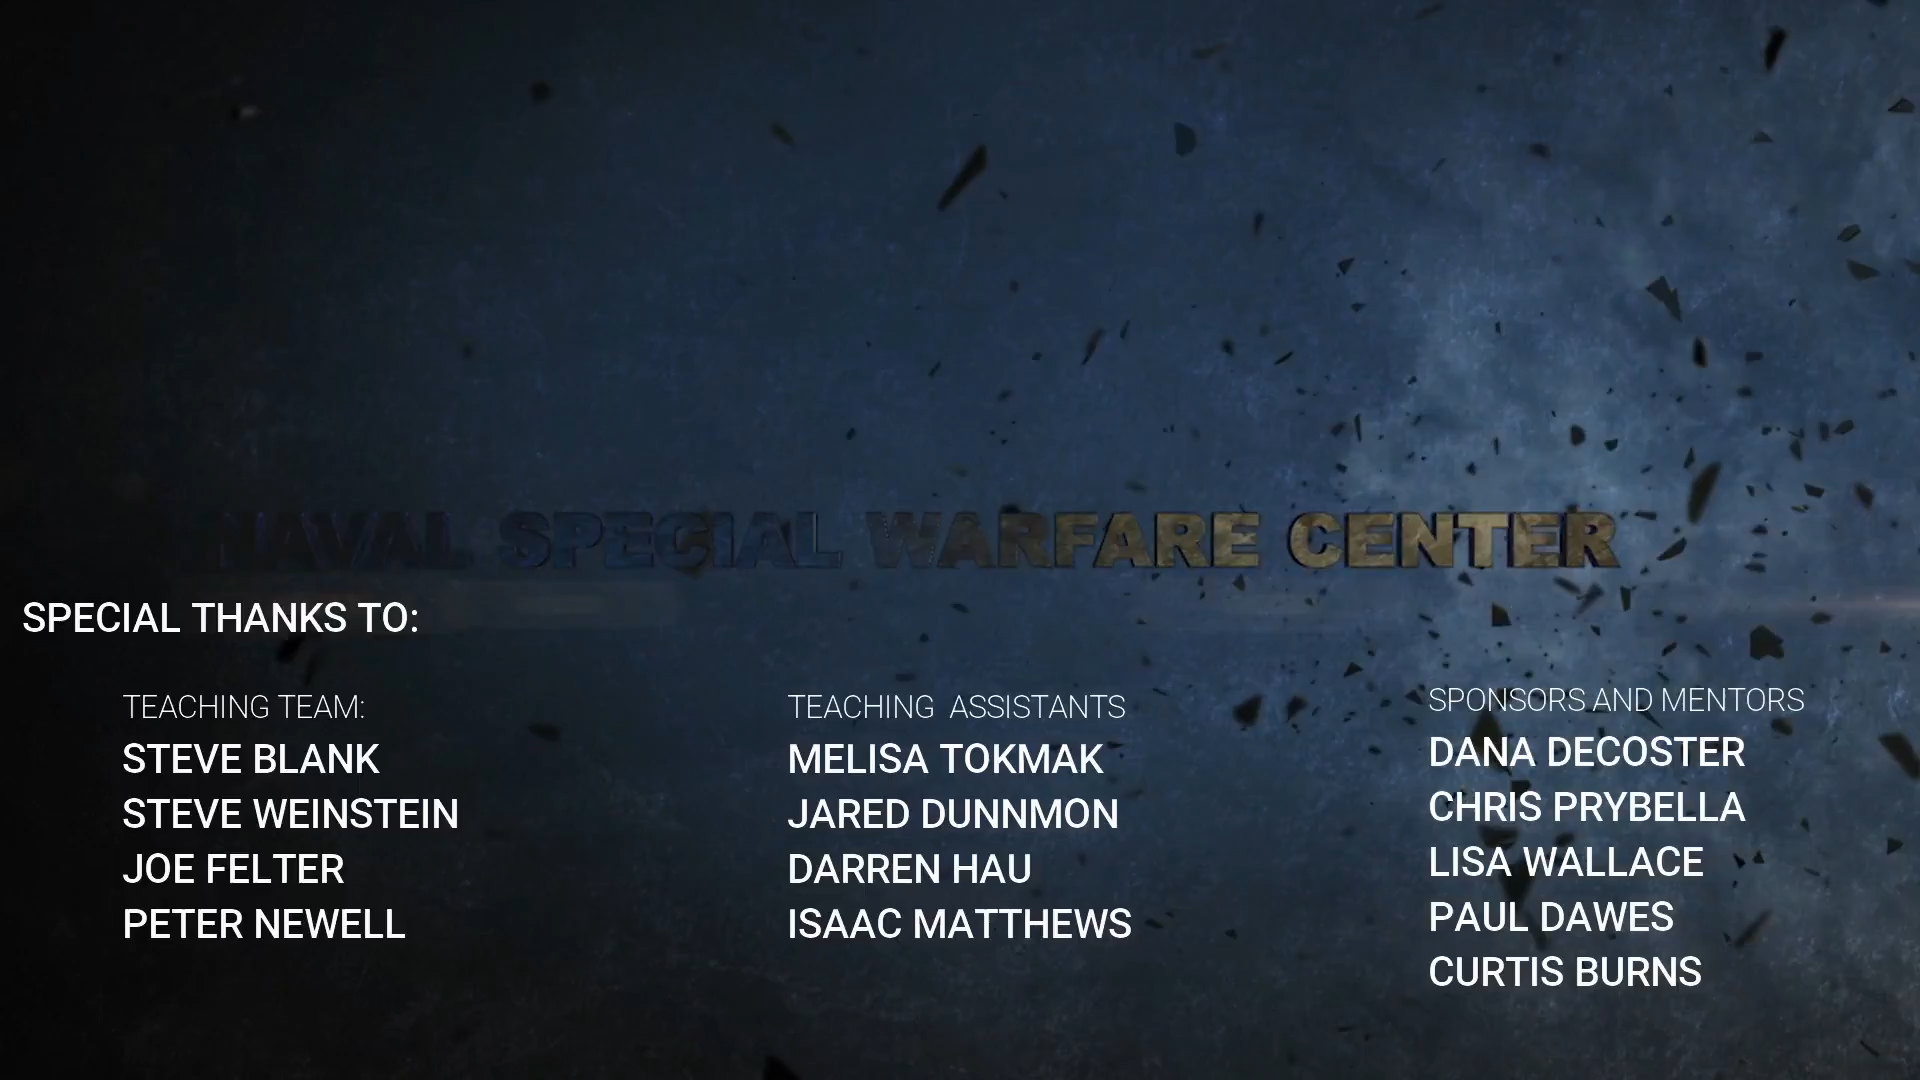 NAVAL SPECIAL WARFARE CENTER
SPECIAL THANKS TO:
TEACHING TEAM:
STEVE BLANK
STEVE WEINSTEIN
JOE FELTER
PETER NEWELL
TEACHING ASSISTANTS
MELISA TOKMAK
JARED DUNNMON
DARREN HAU
ISAAC MATTHEWS
SPONSORS AND MENTORS
DANA DECOSTER
CHRIS PRYBELLA
LISA WALLACE
PAUL DAWES
CURTIS BURNS